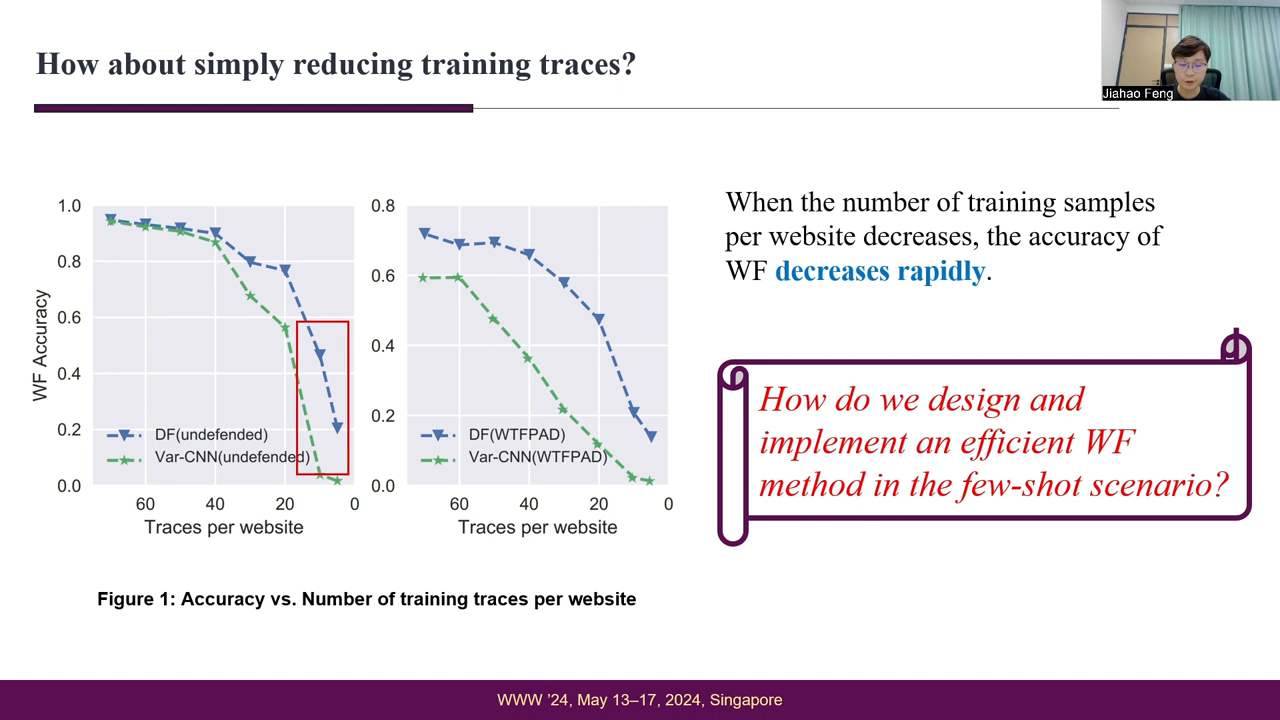 How about simply reducing training traces?
Jiahao Feng
1.0
0.8
0.6
0.4
0.2
0.0
WF Accuracy
DF(undefended)
Var-CNN(undefended)
60 40 20 0
Traces per website
0.8
0.6
0.4
0.2
0.0
DF(WTFPAD)
Var-CNN(WTFPAD)
60 40 20 0
Traces per website
Figure 1: Accuracy vs. Number of training traces per website
When the number of training samples
per website decreases, the accuracy of
WF decreases rapidly.
How do we design and
implement an efficient WF
method in the few-shot scenario?
WWW ’24, May 13–17, 2024, Singapore